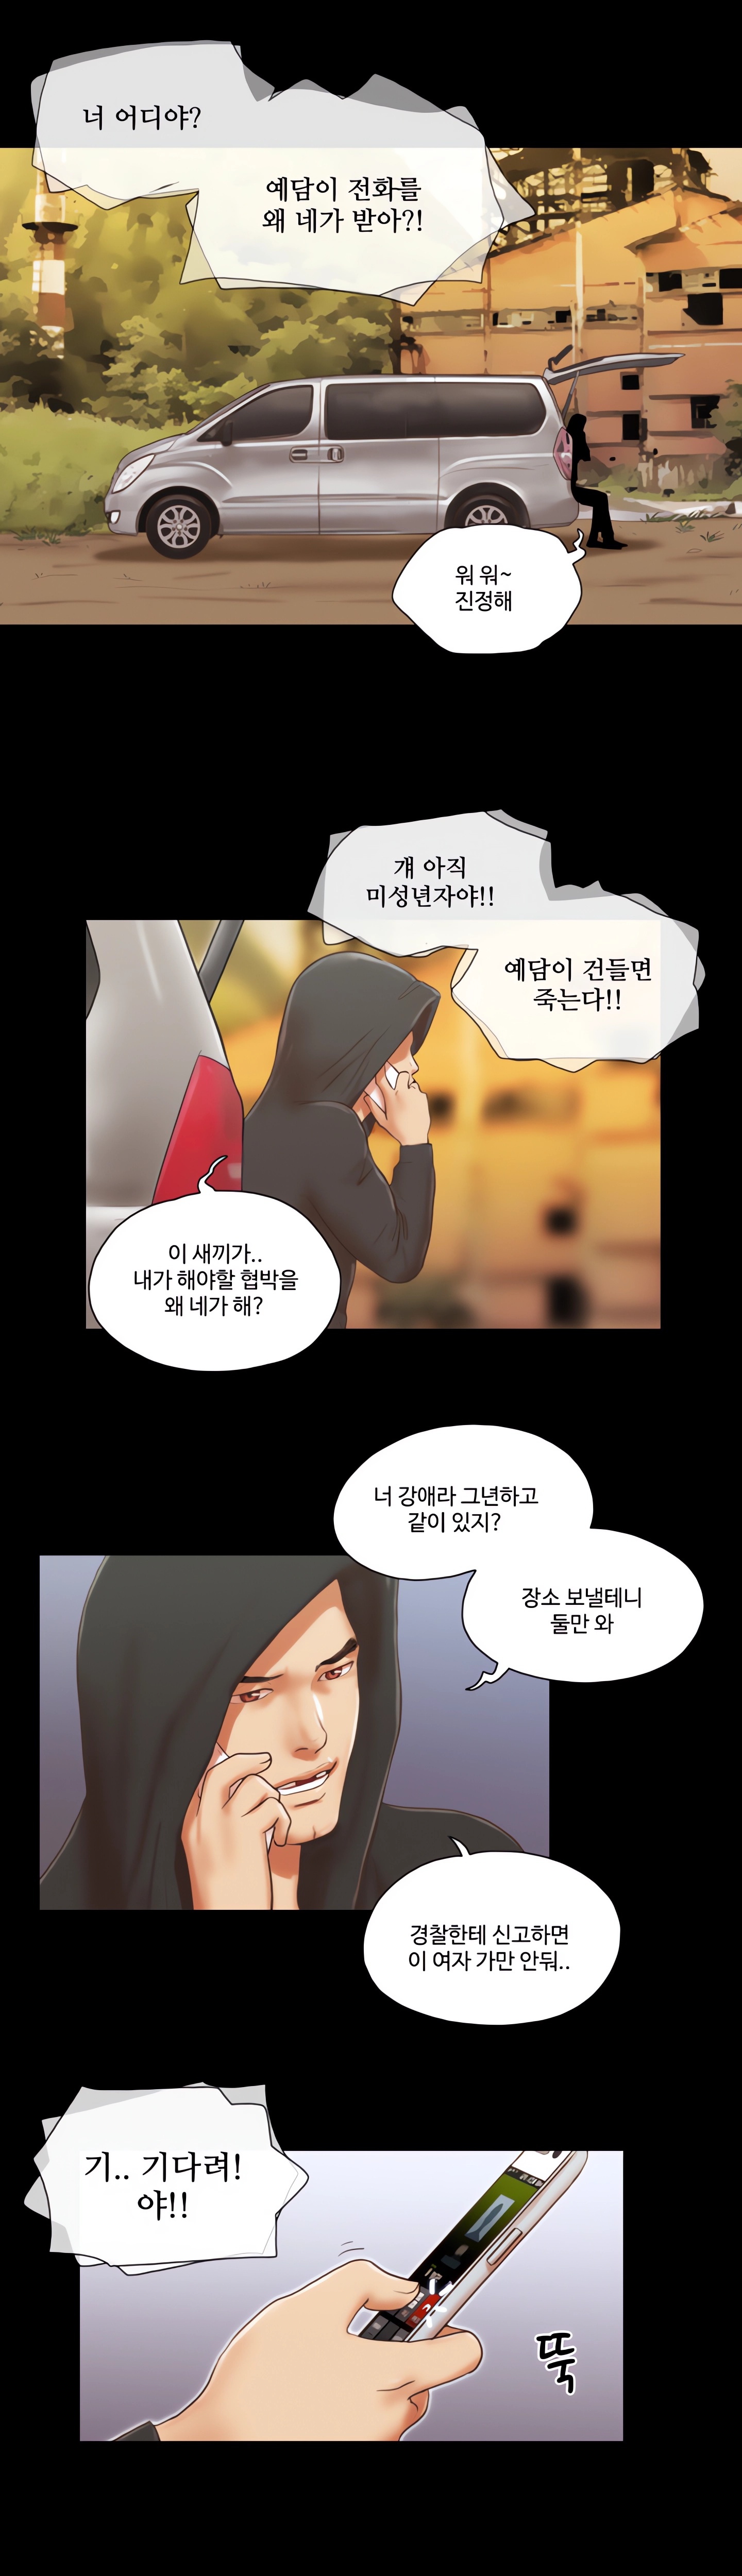 너 어디야?
예담이 전화를
왜 네가 받아?!
워 워~
진정해
걔 아직
미성년자야!!
예담이 건들면
죽는다!!
이 새끼가..
내가 해야할 협박을
왜 네가 해?
너 강애라 그년하고
같이 있지?
장소 보낼테니
둘만 와
경찰한테 신고하면
이 여자 가만 안둬..
기.. 기다려!
야!!
뚝